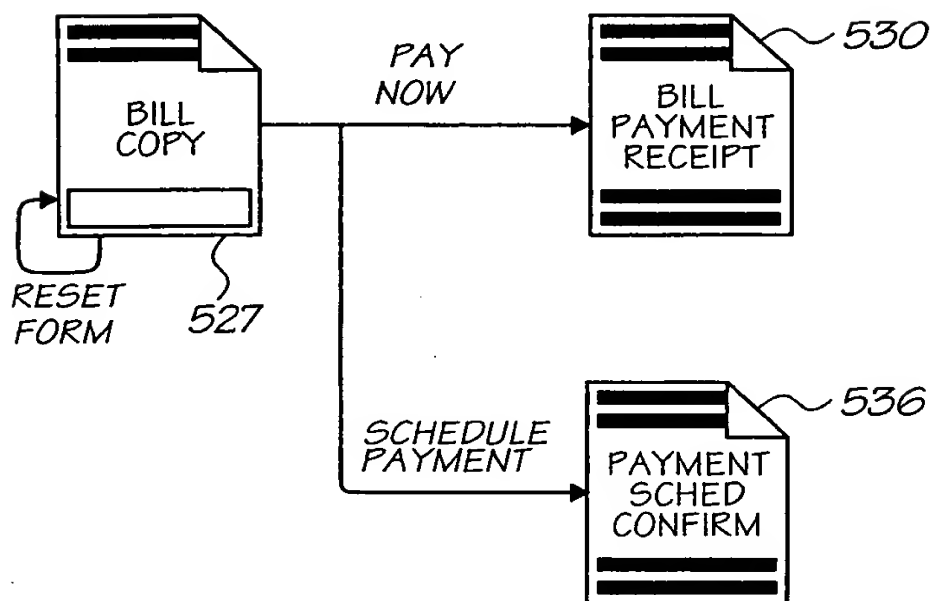 BILL
COPY
PAY
NOW
BILL
PAYMENT
RECEIPT
530
RESET
FORM
527
SCHEDULE
PAYMENT
PAYMENT
SCHED
CONFIRM
536